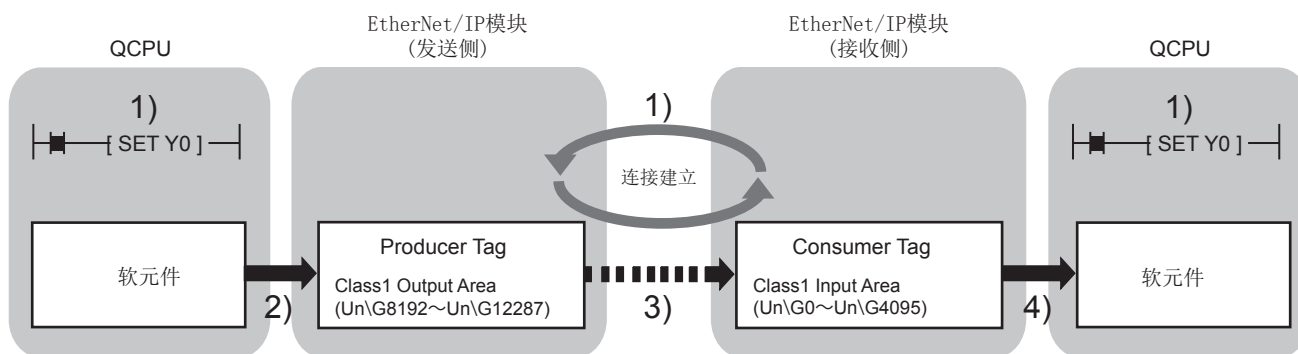 EtherNet/IP模块
(发送侧)
EtherNet/IP模块
(接收侧)
QCPU
QCPU
1)
[ SET Y0 ]
1)
连接建立
1)
[ SET Y0 ]
软元件
2)
Producer Tag
Class1 Output Area
(Un\G8192～Un\G12287)
3)
Consumer Tag
Class1 Input Area
(Un\G0～Un\G4095)
4)
软元件